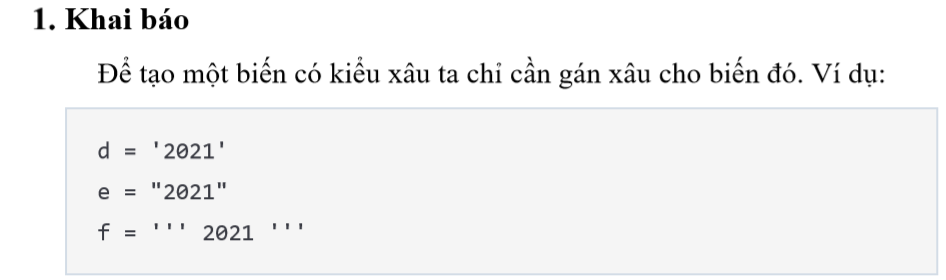 1. Khai báo
Để tạo một biến có kiểu xâu ta chỉ cần gán xâu cho biến đó. Ví dụ:
d = '2021'
e = "2021"
f = ''' 2021 '''